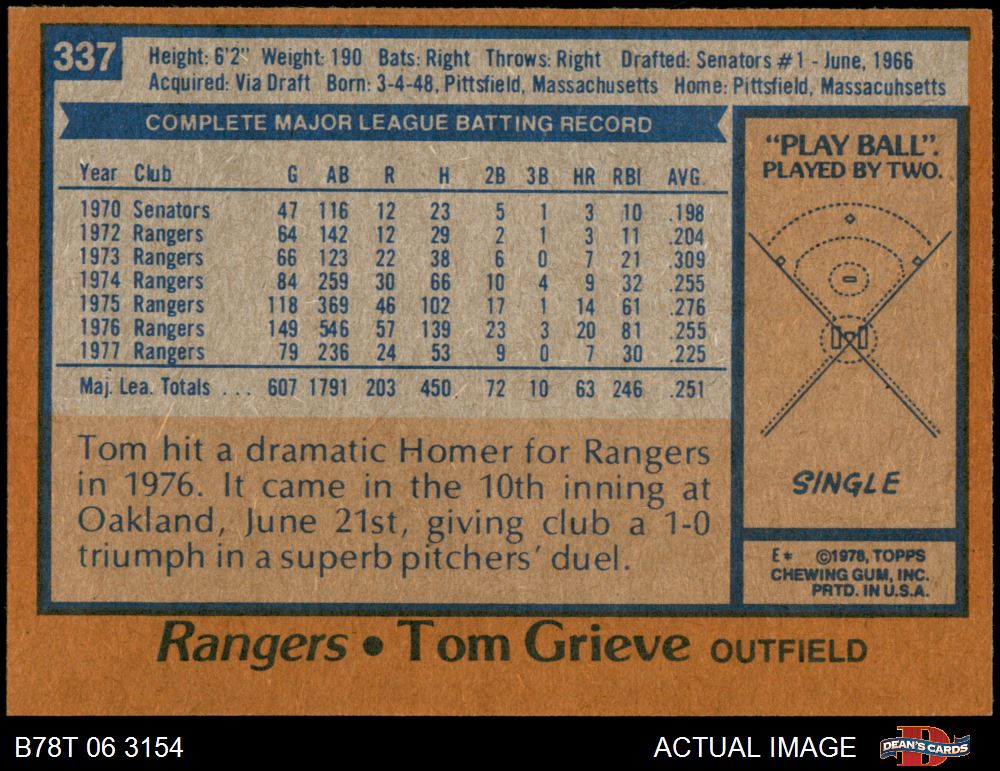 337
Height: 6'2" Weight: 190 Bats: Right Throws: Right Drafted: Senators #1 - June, 1966
Acquired: Via Draft Born: 3-4-48, Pittsfield, Massachusetts Home: Pittsfield, Massacuhsetts
COMPLETE MAJOR LEAGUE BATTING RECORD
Year Club G AB R H 2B 3B HR RBI AVG.
1970 Senators 47 116 12 23 5 1 3 10 .198
1972 Rangers 64 142 12 29 2 1 3 11 .204
1973 Rangers 66 123 22 38 6 0 7 21 .309
1974 Rangers 84 259 30 66 10 4 9 32 .255
1975 Rangers 118 369 46 102 17 1 14 61 .276
1976 Rangers 149 546 57 139 23 3 20 81 .255
1977 Rangers 79 236 24 53 9 0 7 30 .225
Maj. Lea. Totals . . . 607 1791 203 450 72 10 63 246 .251
Tom hit a dramatic Homer for Rangers
in 1976. It came in the 10th inning at
Oakland, June 21st, giving club a 1-0
triumph in a superb pitchers' duel.
"PLAY BALL".
PLAYED BY TWO.
SINGLE
E* ©1978, TOPPS
CHEWING GUM, INC.
PRTD. IN U.S.A.
Rangers • Tom Grieve OUTFIELD
B78T 06 3154
ACTUAL IMAGE
D
DEAN'S CARDS